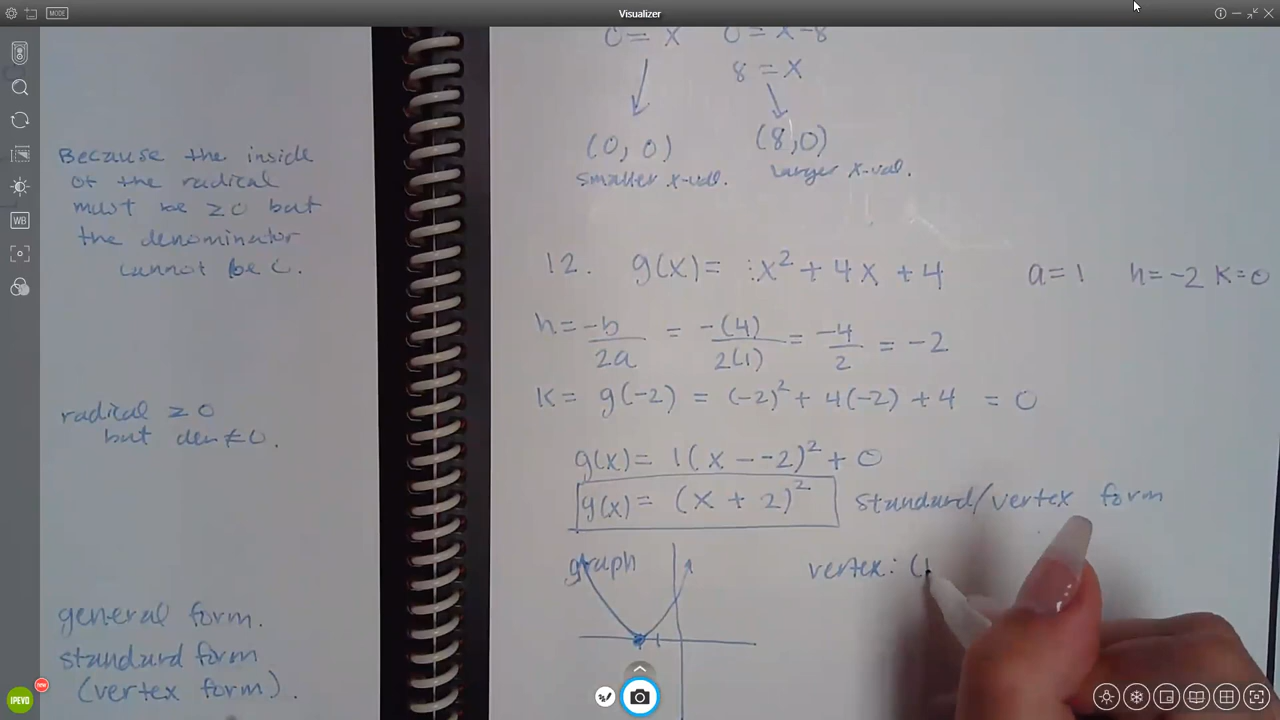 MODE
Visualizer
0 = x 0 = x-8
8 = x
(0, 0) (8,0)
smaller x-val. larger x-val.
Because the inside
of the radical
must be ≥0 but
the denominator
cannot be 0.
12. g(x) = x² + 4x + 4 a=1 h=-2 K=0
h = -b/2a = -(4)/2(1) = -4/2 = -2
K = g(-2) = (-2)² + 4(-2) + 4 = 0
radical ≥ 0
but den ≠ 0.
g(x) = 1(x - -2)² + 0
g(x) = (x + 2)² standard/vertex form
graph vertex: (
general form.
standard form
(vertex form).
IPEVO
new